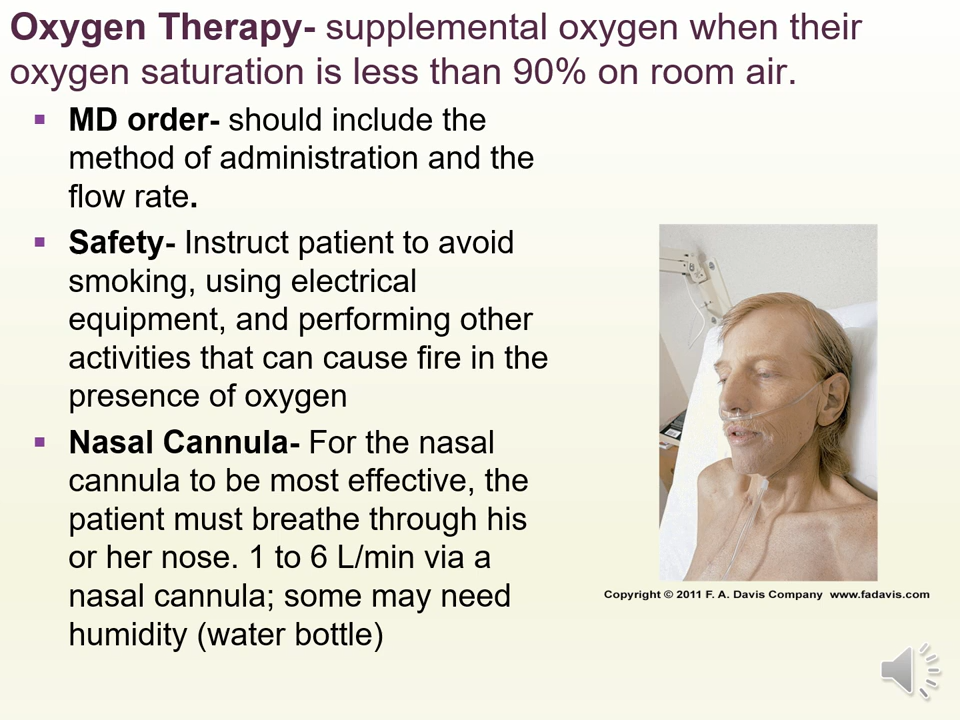 Oxygen Therapy- supplemental oxygen when their
oxygen saturation is less than 90% on room air.
▪ MD order- should include the
method of administration and the
flow rate.
▪ Safety- Instruct patient to avoid
smoking, using electrical
equipment, and performing other
activities that can cause fire in the
presence of oxygen
▪ Nasal Cannula- For the nasal
cannula to be most effective, the
patient must breathe through his
or her nose. 1 to 6 L/min via a
nasal cannula; some may need
humidity (water bottle)
Copyright © 2011 F. A. Davis Company www.fadavis.com